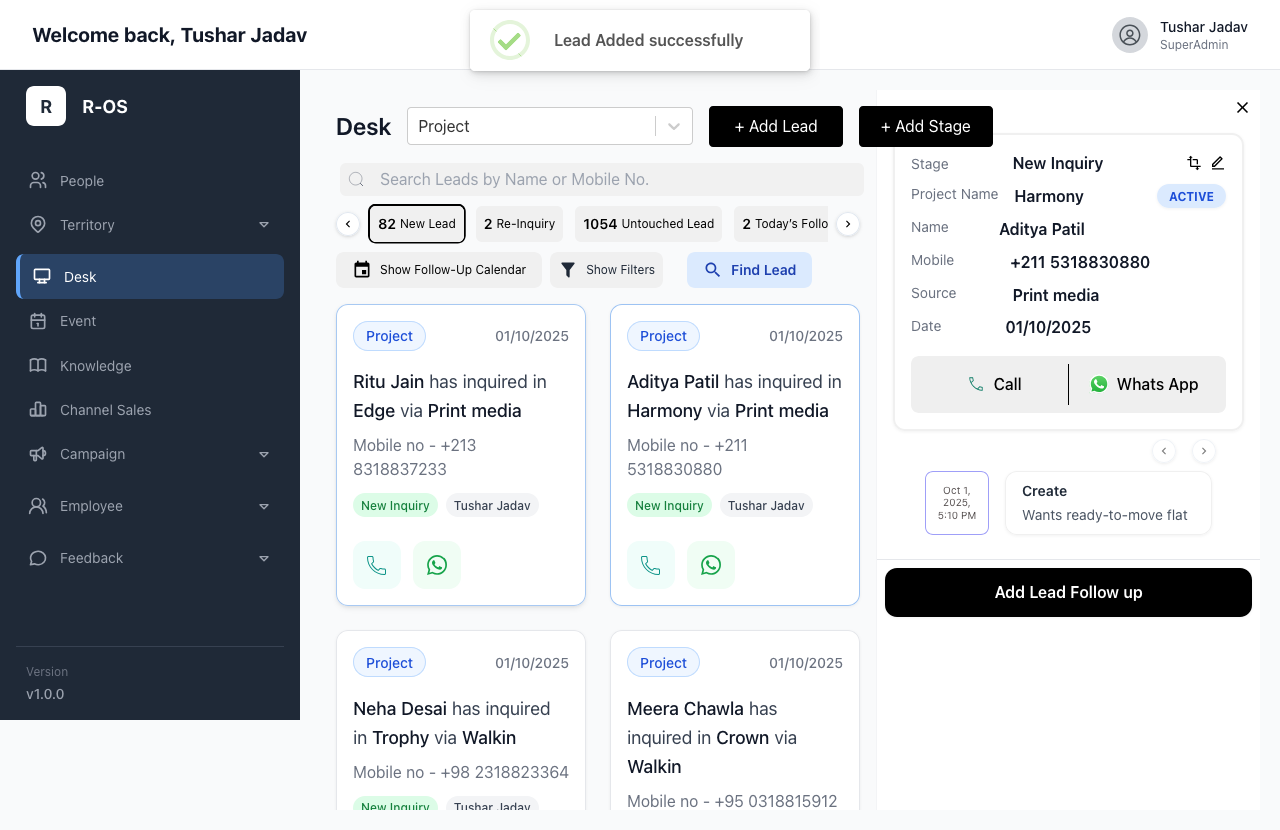 Welcome back, Tushar Jadav
Lead Added successfully
Tushar Jadav
SuperAdmin
R
R-OS
People
Territory
Desk
Event
Knowledge
Channel Sales
Campaign
Employee
Feedback
Version
v1.0.0
Desk
Project
+ Add Lead
+ Add Stage
Search Leads by Name or Mobile No.
82 New Lead
2 Re-Inquiry
1054 Untouched Lead
2 Today's Follo
Show Follow-Up Calendar
Show Filters
Find Lead
Project
01/10/2025
Ritu Jain has inquired in
Edge via Print media
Mobile no - +213
8318837233
New Inquiry
Tushar Jadav
Project
01/10/2025
Aditya Patil has inquired in
Harmony via Print media
Mobile no - +211
5318830880
New Inquiry
Tushar Jadav
Project
01/10/2025
Neha Desai has inquired
in Trophy via Walkin
Mobile no - +98 2318823364
New Inquiry
Tushar Jadav
Project
01/10/2025
Meera Chawla has
inquired in Crown via
Walkin
Mobile no - +95 0318815912
Stage
New Inquiry
Project Name
Harmony
ACTIVE
Name
Aditya Patil
Mobile
+211 5318830880
Source
Print media
Date
01/10/2025
Call
Whats App
Oct 1,
2025,
5:10 PM
Create
Wants ready-to-move flat
Add Lead Follow up